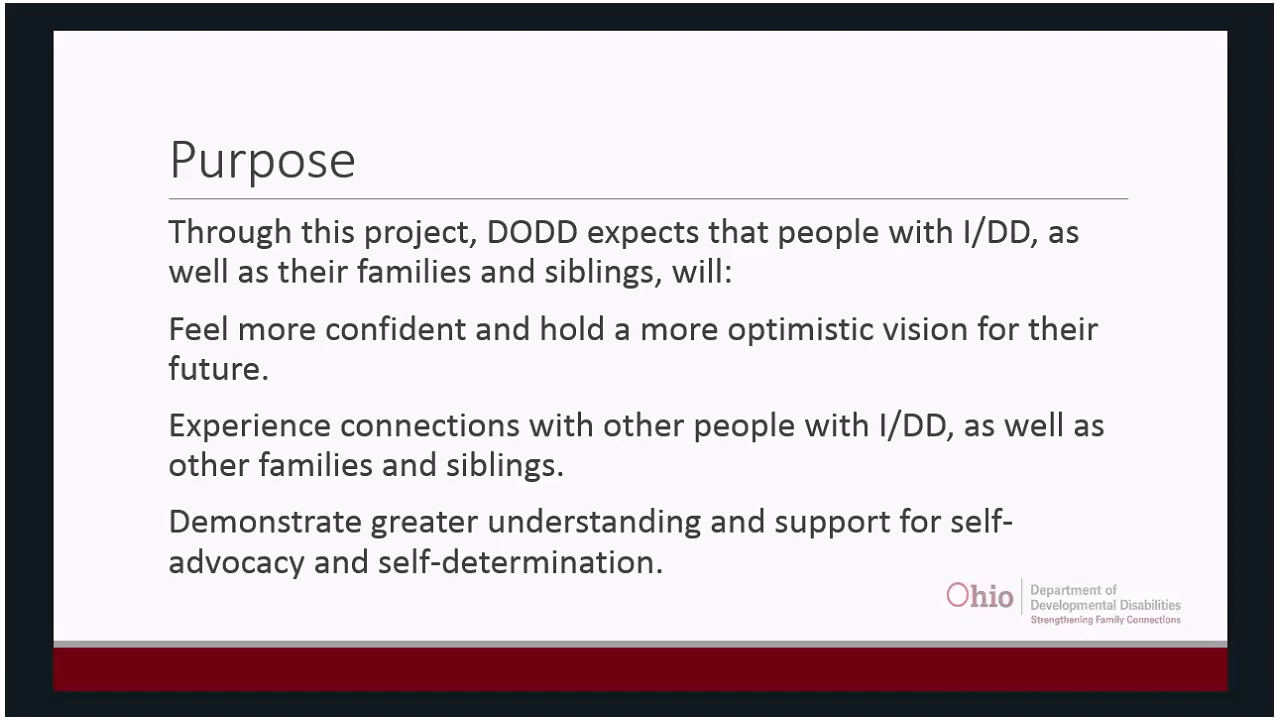 Purpose
Through this project, DODD expects that people with I/DD, as
well as their families and siblings, will:
Feel more confident and hold a more optimistic vision for their
future.
Experience connections with other people with I/DD, as well as
other families and siblings.
Demonstrate greater understanding and support for self-
advocacy and self-determination.
Ohio
Department of
Developmental Disabilities
Strengthening Family Connections